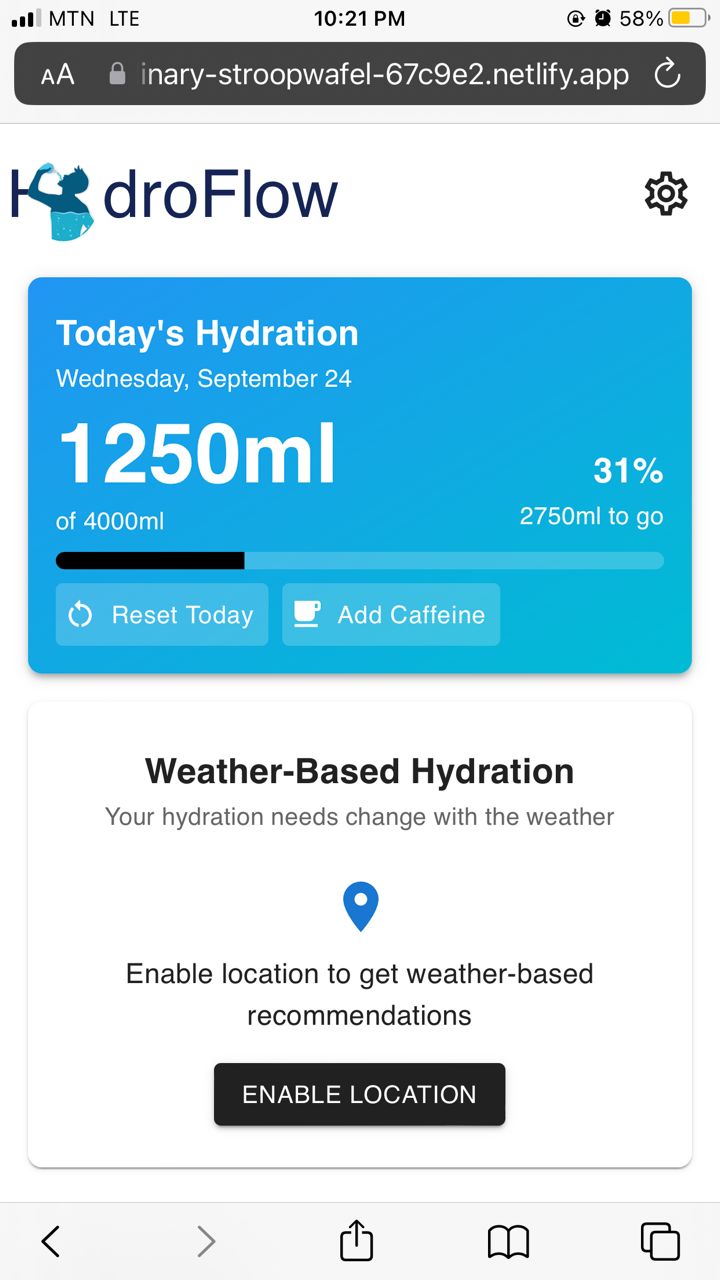 MTN LTE 10:21 PM 58%
AA inary-stroopwafel-67c9e2.netlify.app
HydroFlow
Today's Hydration
Wednesday, September 24
1250ml
31%
of 4000ml
2750ml to go
Reset Today Add Caffeine
Weather-Based Hydration
Your hydration needs change with the weather
Enable location to get weather-based
recommendations
ENABLE LOCATION